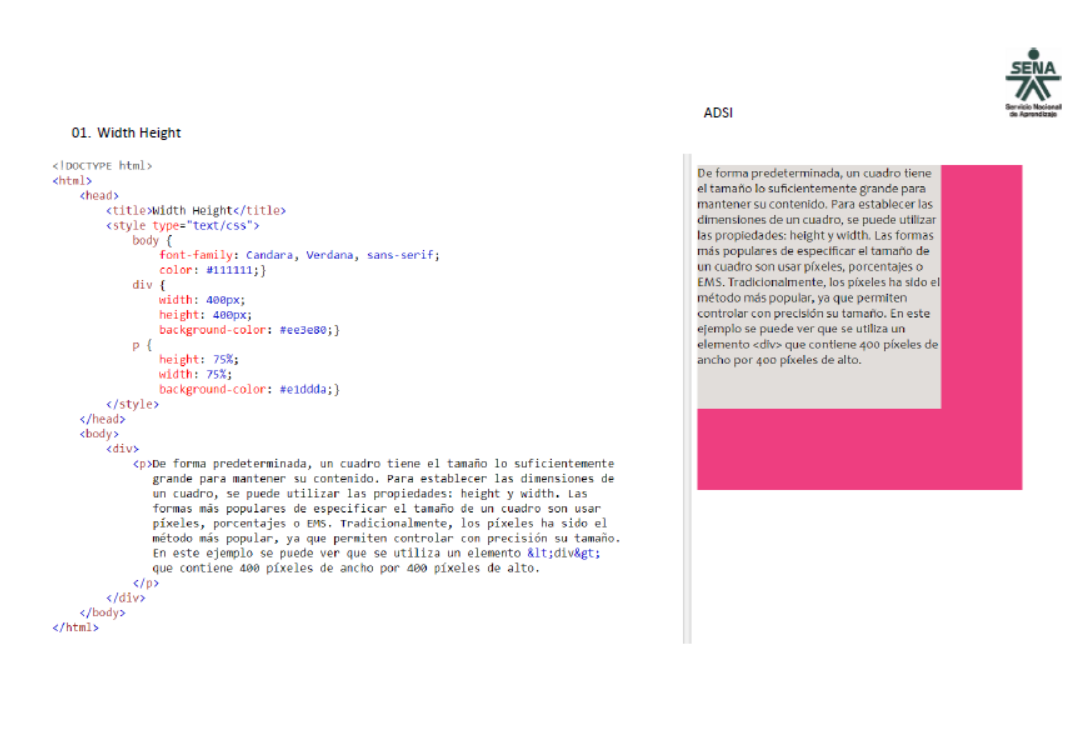 SENA
Servicio Nacional
de Aprendizaje
ADSI
01. Width Height
<!DOCTYPE html>
<html>
<head>
<title>Width Height</title>
<style type="text/css">
body {
font-family: Candara, Verdana, sans-serif;
color: #111111;}
div {
width: 400px;
height: 400px;
background-color: #ee3e80;}
p {
height: 75%;
width: 75%;
background-color: #e1ddda;}
</style>
</head>
<body>
<div>
<p>De forma predeterminada, un cuadro tiene el tamaño lo suficientemente
grande para mantener su contenido. Para establecer las dimensiones de
un cuadro, se puede utilizar las propiedades: height y width. Las
formas más populares de especificar el tamaño de un cuadro son usar
píxeles, porcentajes o EMS. Tradicionalmente, los píxeles ha sido el
método más popular, ya que permiten controlar con precisión su tamaño.
En este ejemplo se puede ver que se utiliza un elemento &lt;div&gt;
que contiene 400 píxeles de ancho por 400 píxeles de alto.
</p>
</div>
</body>
</html>
De forma predeterminada, un cuadro tiene
el tamaño lo suficientemente grande para
mantener su contenido. Para establecer las
dimensiones de un cuadro, se puede utilizar
las propiedades: height y width. Las formas
más populares de especificar el tamaño de
un cuadro son usar píxeles, porcentajes o
EMS. Tradicionalmente, los píxeles ha sido el
método más popular, ya que permiten
controlar con precisión su tamaño. En este
ejemplo se puede ver que se utiliza un
elemento <div> que contiene 400 píxeles de
ancho por 400 píxeles de alto.